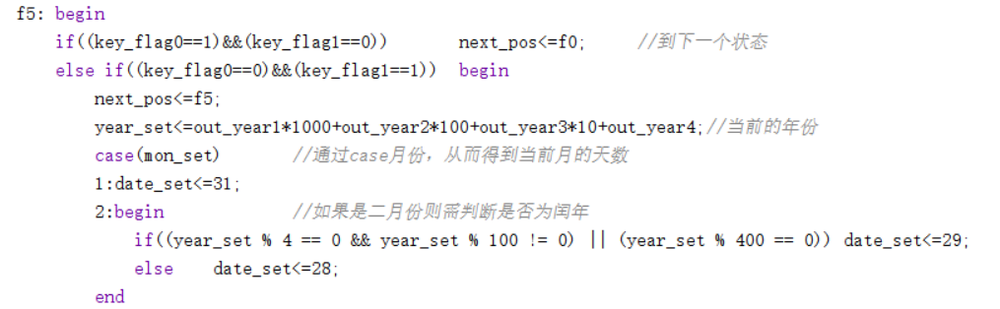 f5: begin
if((key_flag0==1)&&(key_flag1==0)) next_pos<=f0; //到下一个状态
else if((key_flag0==0)&&(key_flag1==1)) begin
next_pos<=f5;
year_set<=out_year1*1000+out_year2*100+out_year3*10+out_year4;//当前的年份
case(mon_set) //通过case月份，从而得到当前月的天数
1:date_set<=31;
2:begin //如果是二月份则需判断是否为闰年
if((year_set % 4 == 0 && year_set % 100 != 0) || (year_set % 400 == 0)) date_set<=29;
else date_set<=28;
end